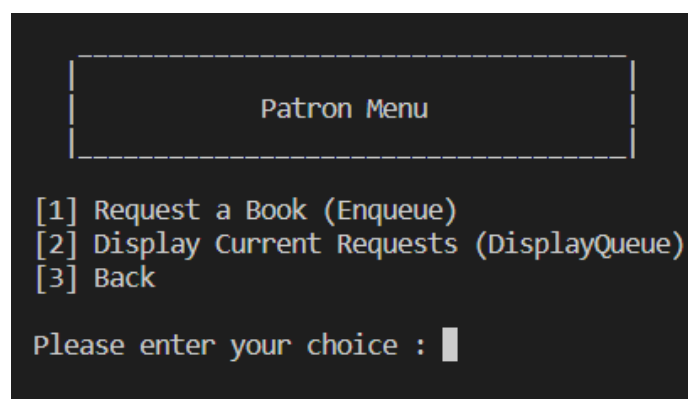 Patron Menu
[1] Request a Book (Enqueue)
[2] Display Current Requests (DisplayQueue)
[3] Back
Please enter your choice :